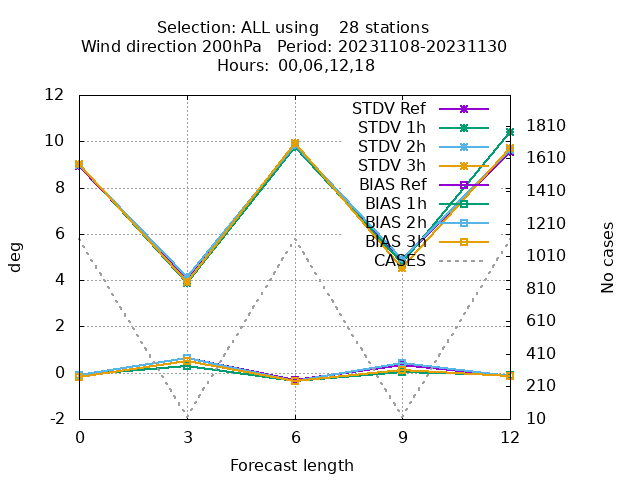 Selection: ALL using    28 stations
Wind direction 200hPa   Period: 20231108-20231130
Hours: 00,06,12,18
STDV Ref
STDV 1h
STDV 2h
STDV 3h
BIAS Ref
BIAS 1h
BIAS 2h
BIAS 3h
CASES
12
10
8
6
4
2
0
-2
deg
1810
1610
1410
1210
1010
810
610
410
210
10
No cases
0 3 6 9 12
Forecast length